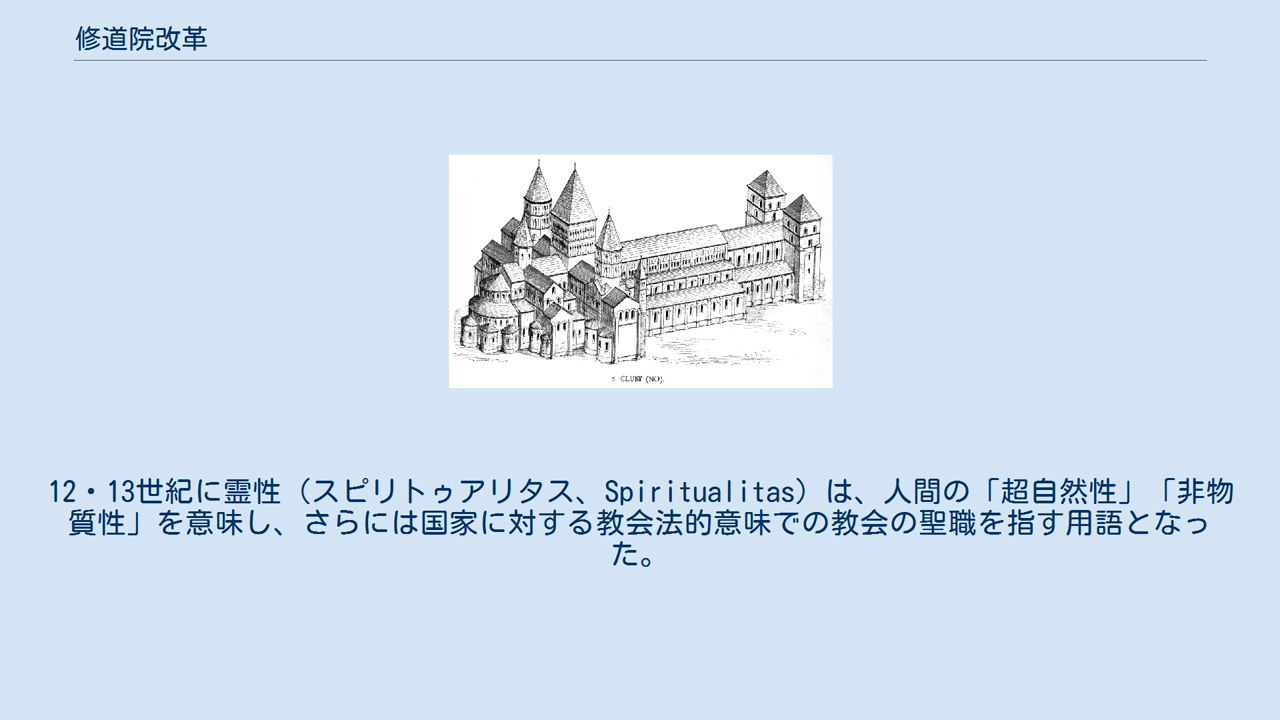 修道院改革
2. CLUNY (NO).
12・13世紀に霊性（スピリトゥアリタス、Spiritualitas）は、人間の「超自然性」「非物
質性」を意味し、さらには国家に対する教会法的意味での教会の聖職を指す用語となっ
た。